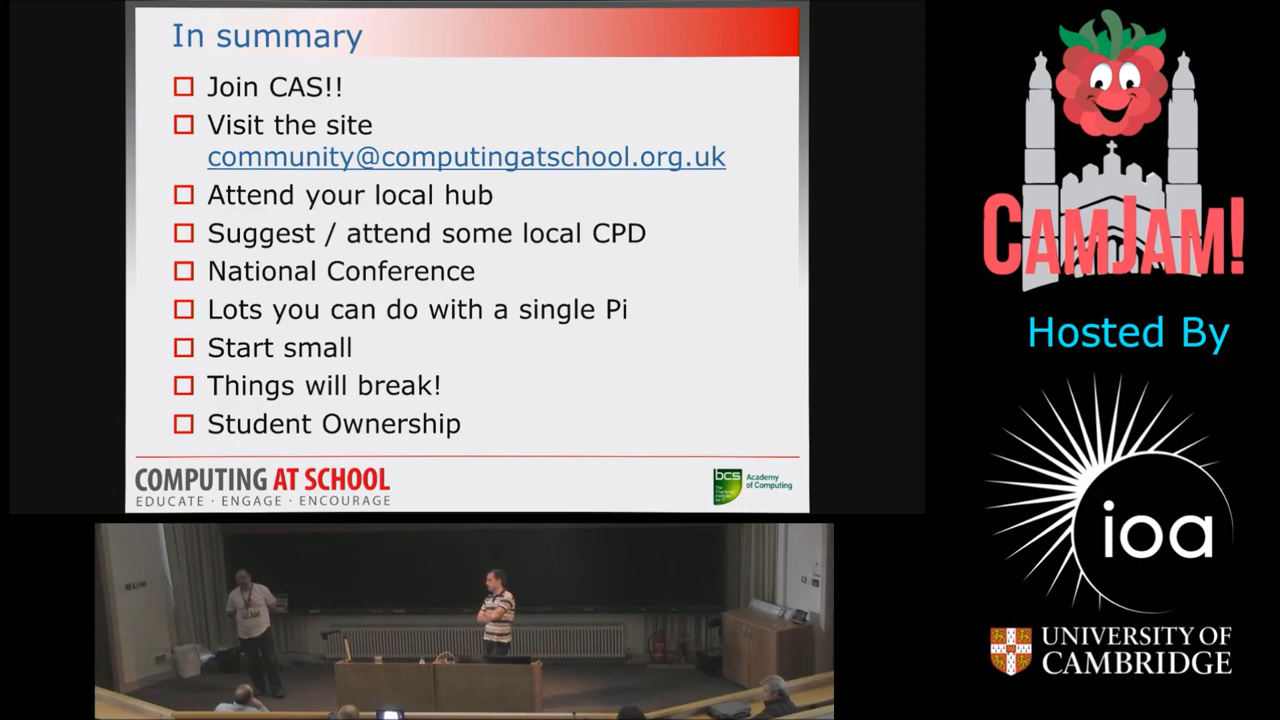 In summary
Join CAS!!
Visit the site
community@computingatschool.org.uk
Attend your local hub
Suggest / attend some local CPD
National Conference
Lots you can do with a single Pi
Start small
Things will break!
Student Ownership
COMPUTING AT SCHOOL
EDUCATE · ENGAGE · ENCOURAGE
bcs
Academy
of Computing
CAMJAM!
Hosted By
ioa
UNIVERSITY OF
CAMBRIDGE